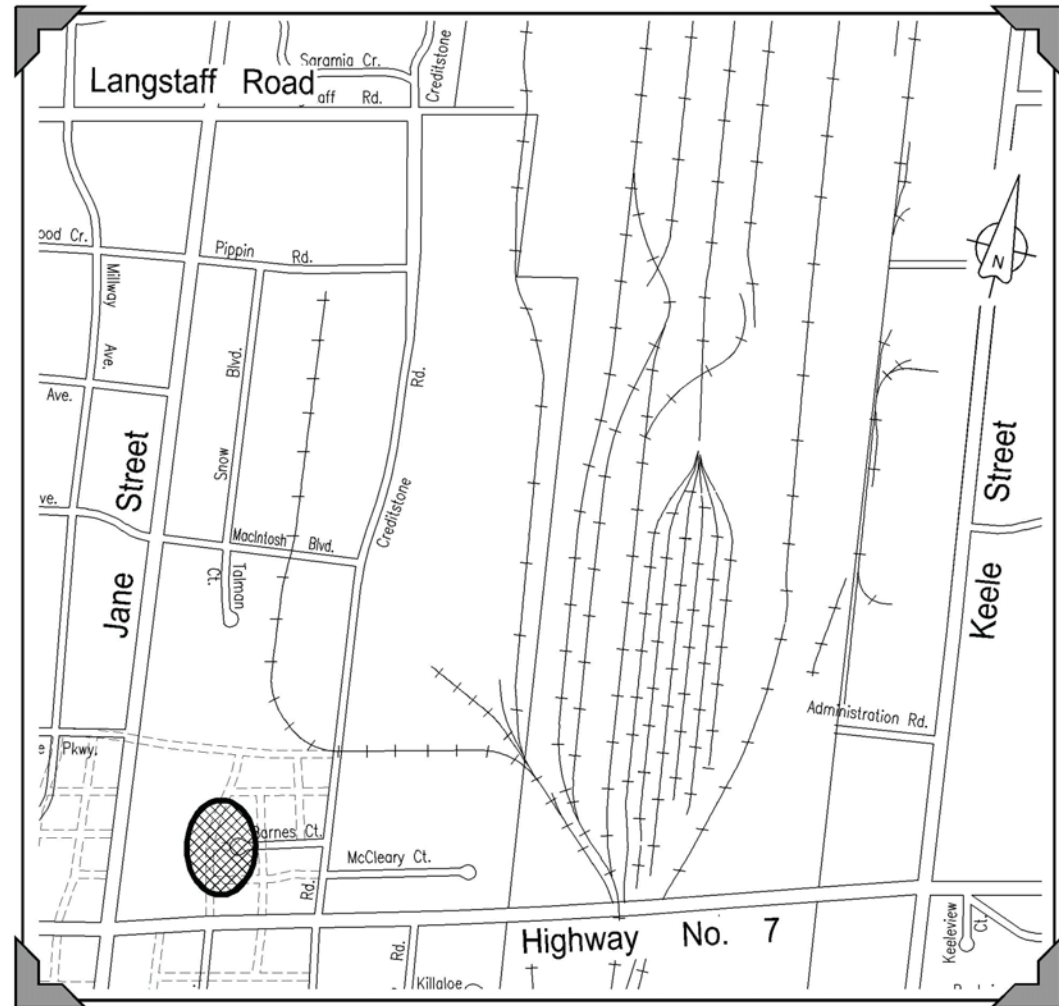 Saramia Cr.
Creditstone
Langstaff Road
aff Rd.
ood Cr.
Pippin Rd.
Millway Ave.
N
Blvd.
Rd.
Ave.
Street
Street
Snow
ve.
Creditstone
MacIntosh Blvd.
Talman Ct.
Jane
Keele
Administration Rd.
Pkwy.
Barnes Ct.
McCleary Ct.
Rd.
Highway No. 7
Rd.
Keeleview Ct.
Killaloe